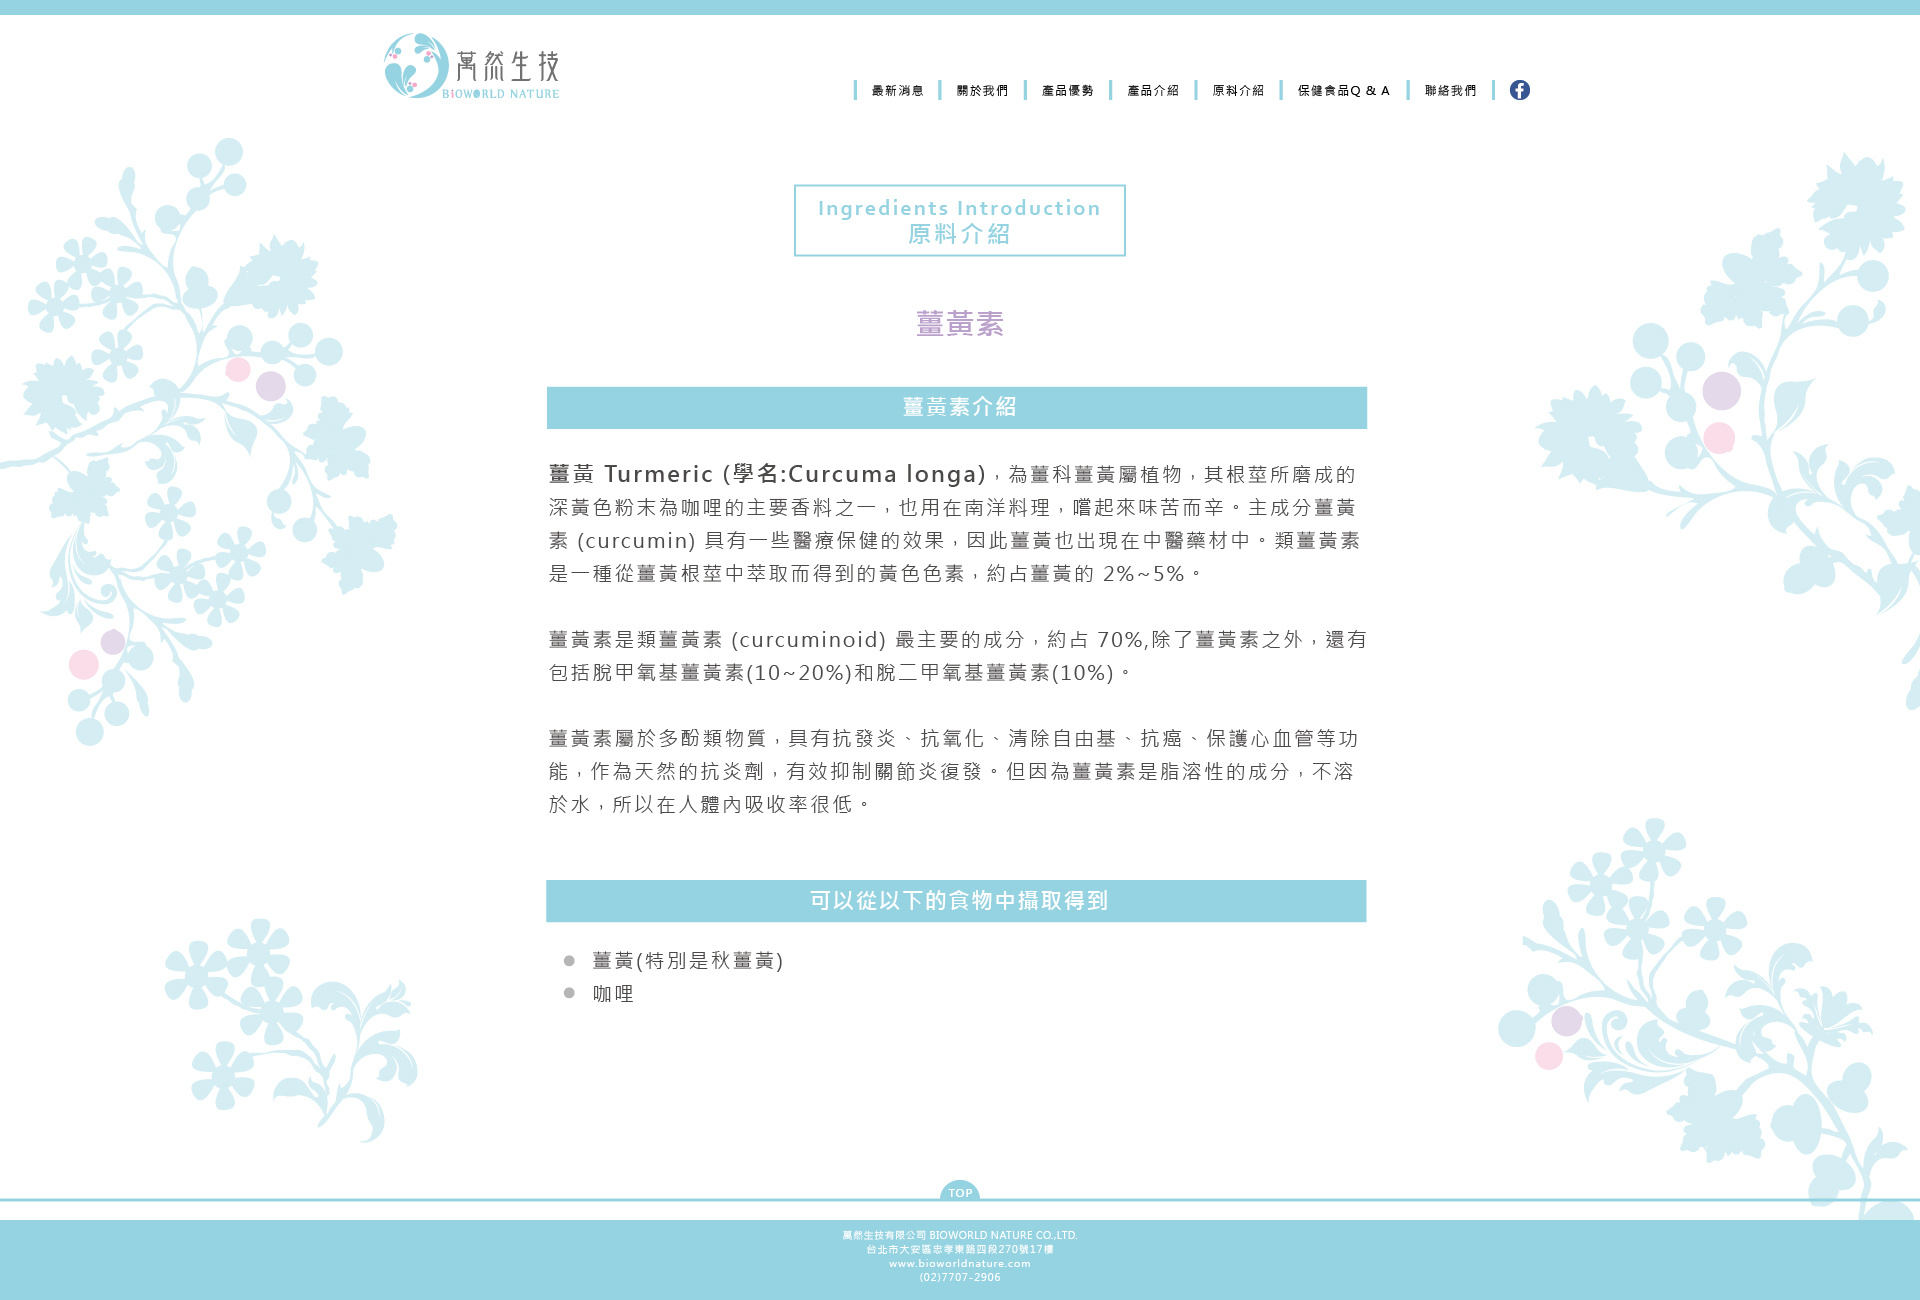 萬然生技
BIOWORLD NATURE
最新消息
關於我們
產品優勢
產品介紹
原料介紹
保健食品Q & A
聯絡我們
Ingredients Introduction
原料介紹
薑黃素
薑黃素介紹
薑黃 Turmeric (學名:Curcuma longa)，為薑科薑黃屬植物，其根莖所磨成的
深黃色粉末為咖哩的主要香料之一，也用在南洋料理，嚐起來味苦而辛。主成分薑黃
素 (curcumin) 具有一些醫療保健的效果，因此薑黃也出現在中醫藥材中。類薑黃素
是一種從薑黃根莖中萃取而得到的黃色色素，約占薑黃的 2%~5%。
薑黃素是類薑黃素 (curcuminoid) 最主要的成分，約占 70%,除了薑黃素之外，還有
包括脫甲氧基薑黃素(10~20%)和脫二甲氧基薑黃素(10%)。
薑黃素屬於多酚類物質，具有抗發炎、抗氧化、清除自由基、抗癌、保護心血管等功
能，作為天然的抗炎劑，有效抑制關節炎復發。但因為薑黃素是脂溶性的成分，不溶
於水，所以在人體內吸收率很低。
可以從以下的食物中攝取得到
薑黃(特別是秋薑黃)
咖哩
TOP
萬然生技有限公司 BIOWORLD NATURE CO.,LTD.
台北市大安區忠孝東路四段270號17樓
www.bioworldnature.com
(02)7707-2906